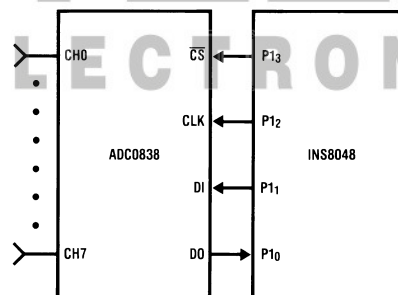 LECTRON
CH0 CS P1₃
CLK P1₂
ADC0838 INS8048
DI P1₁
CH7 DO P1₀